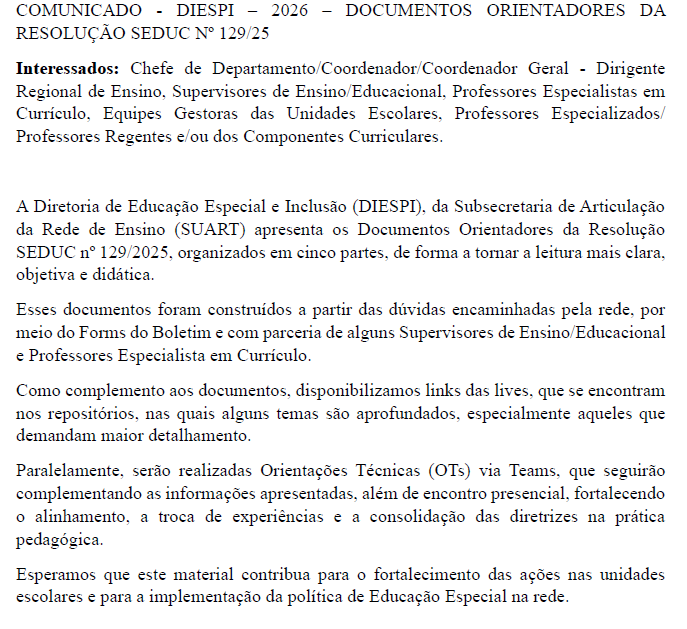 COMUNICADO - DIESPI – 2026 – DOCUMENTOS ORIENTADORES DA
RESOLUÇÃO SEDUC Nº 129/25
Interessados: Chefe de Departamento/Coordenador/Coordenador Geral - Dirigente
Regional de Ensino, Supervisores de Ensino/Educacional, Professores Especialistas em
Currículo, Equipes Gestoras das Unidades Escolares, Professores Especializados/
Professores Regentes e/ou dos Componentes Curriculares.
A Diretoria de Educação Especial e Inclusão (DIESPI), da Subsecretaria de Articulação
da Rede de Ensino (SUART) apresenta os Documentos Orientadores da Resolução
SEDUC nº 129/2025, organizados em cinco partes, de forma a tornar a leitura mais clara,
objetiva e didática.
Esses documentos foram construídos a partir das dúvidas encaminhadas pela rede, por
meio do Forms do Boletim e com parceria de alguns Supervisores de Ensino/Educacional
e Professores Especialista em Currículo.
Como complemento aos documentos, disponibilizamos links das lives, que se encontram
nos repositórios, nas quais alguns temas são aprofundados, especialmente aqueles que
demandam maior detalhamento.
Paralelamente, serão realizadas Orientações Técnicas (OTs) via Teams, que seguirão
complementando as informações apresentadas, além de encontro presencial, fortalecendo
o alinhamento, a troca de experiências e a consolidação das diretrizes na prática
pedagógica.
Esperamos que este material contribua para o fortalecimento das ações nas unidades
escolares e para a implementação da política de Educação Especial na rede.